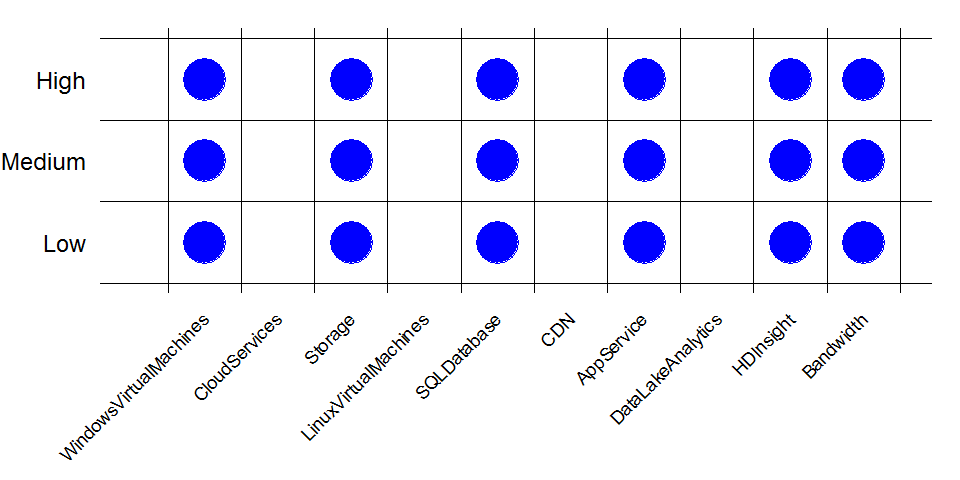 High
Medium
Low
WindowsVirtualMachines
CloudServices
Storage
LinuxVirtualMachines
SQLDatabase
CDN
AppService
DataLakeAnalytics
HDInsight
Bandwidth